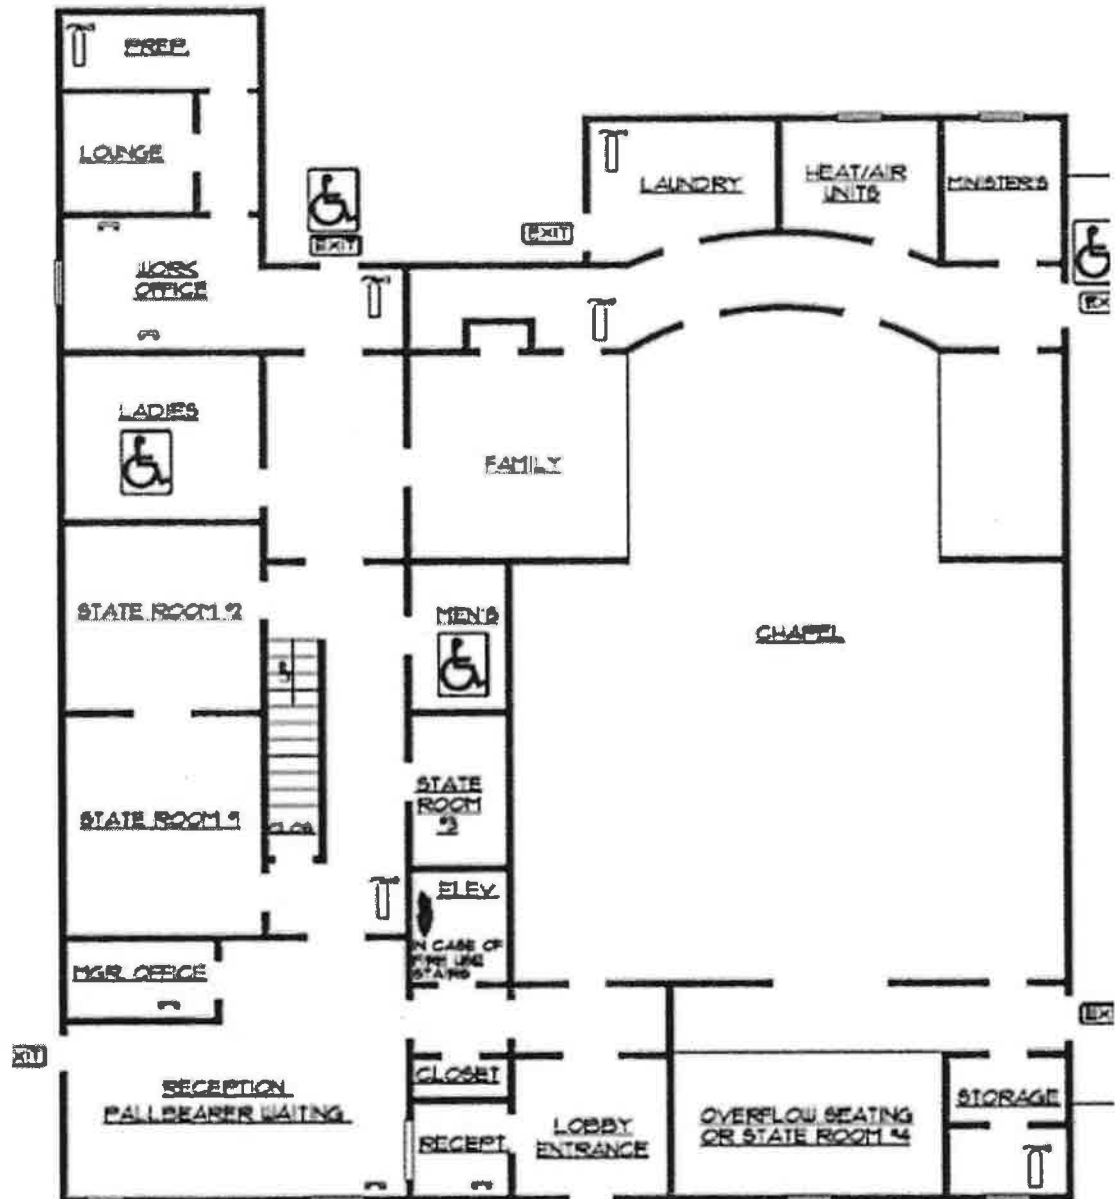 PREP.
LOUNGE
EXIT
WORK
OFFICE
EXIT
LAUNDRY
HEAT/AIR
UNITS
MINISTER'S
EX
LADIES
FAMILY
STATE ROOM #2
MEN'S
CHAPEL
STATE ROOM #1
CLOS.
STATE
ROOM
#3
ELEV.
IN CASE OF
FIRE USE
STAIRS
MGR. OFFICE
XIT
EXI
RECEPTION
PALLBEARER WAITING
CLOSET
RECEPT.
LOBBY
ENTRANCE
OVERFLOW SEATING
OR STATE ROOM #4
STORAGE